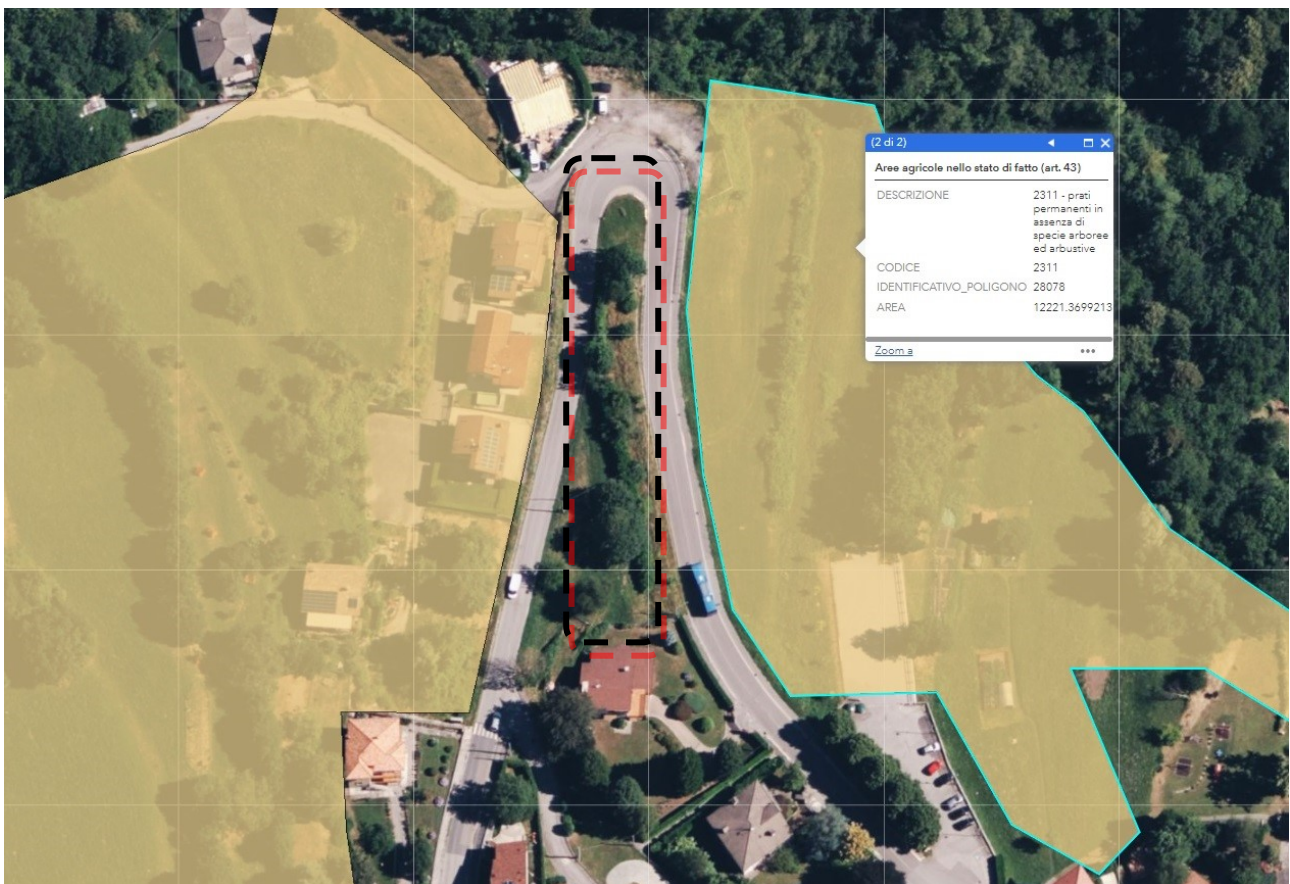 (2 di 2)
Aree agricole nello stato di fatto (art. 43)
DESCRIZIONE 2311 - prati
permanenti in
assenza di
specie arboree
ed arbustive
CODICE 2311
IDENTIFICATIVO_POLIGONO 28078
AREA 12221.3699213
Zoom a